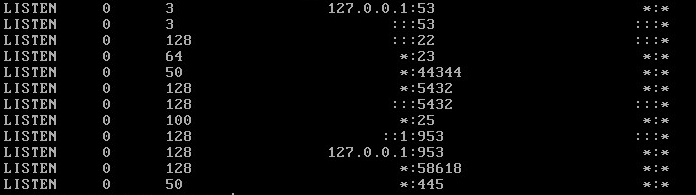 LISTEN 0 3 127.0.0.1:53 *:*
LISTEN 0 3 :::53 :::*
LISTEN 0 128 :::22 :::*
LISTEN 0 64 *:23 *:*
LISTEN 0 50 *:44344 *:*
LISTEN 0 128 *:5432 *:*
LISTEN 0 128 :::5432 :::*
LISTEN 0 100 *:25 *:*
LISTEN 0 128 ::1:953 :::*
LISTEN 0 128 127.0.0.1:953 *:*
LISTEN 0 128 *:58618 *:*
LISTEN 0 50 *:445 *:*